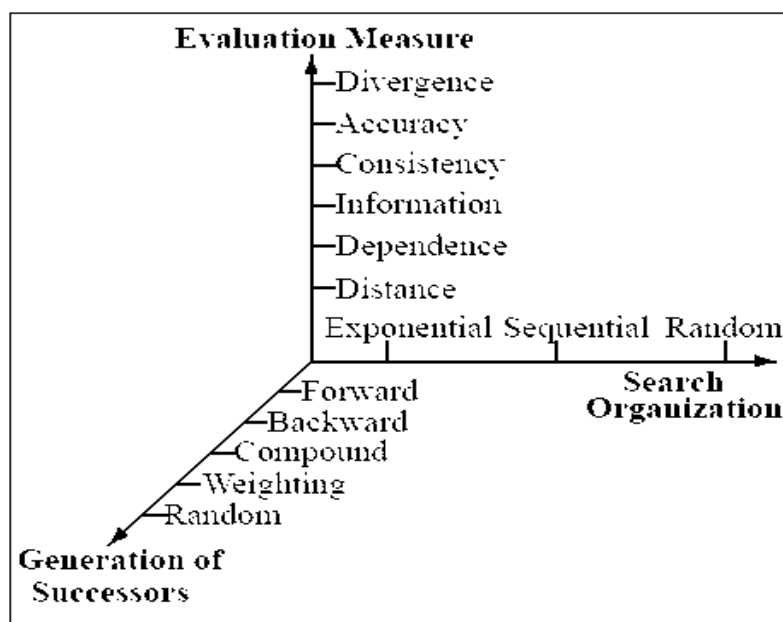 Evaluation Measure
Divergence
Accuracy
Consistency
Information
Dependence
Distance
Exponential Sequential Random
Search
Organization
Forward
Backward
Compound
Weighting
Random
Generation of
Successors